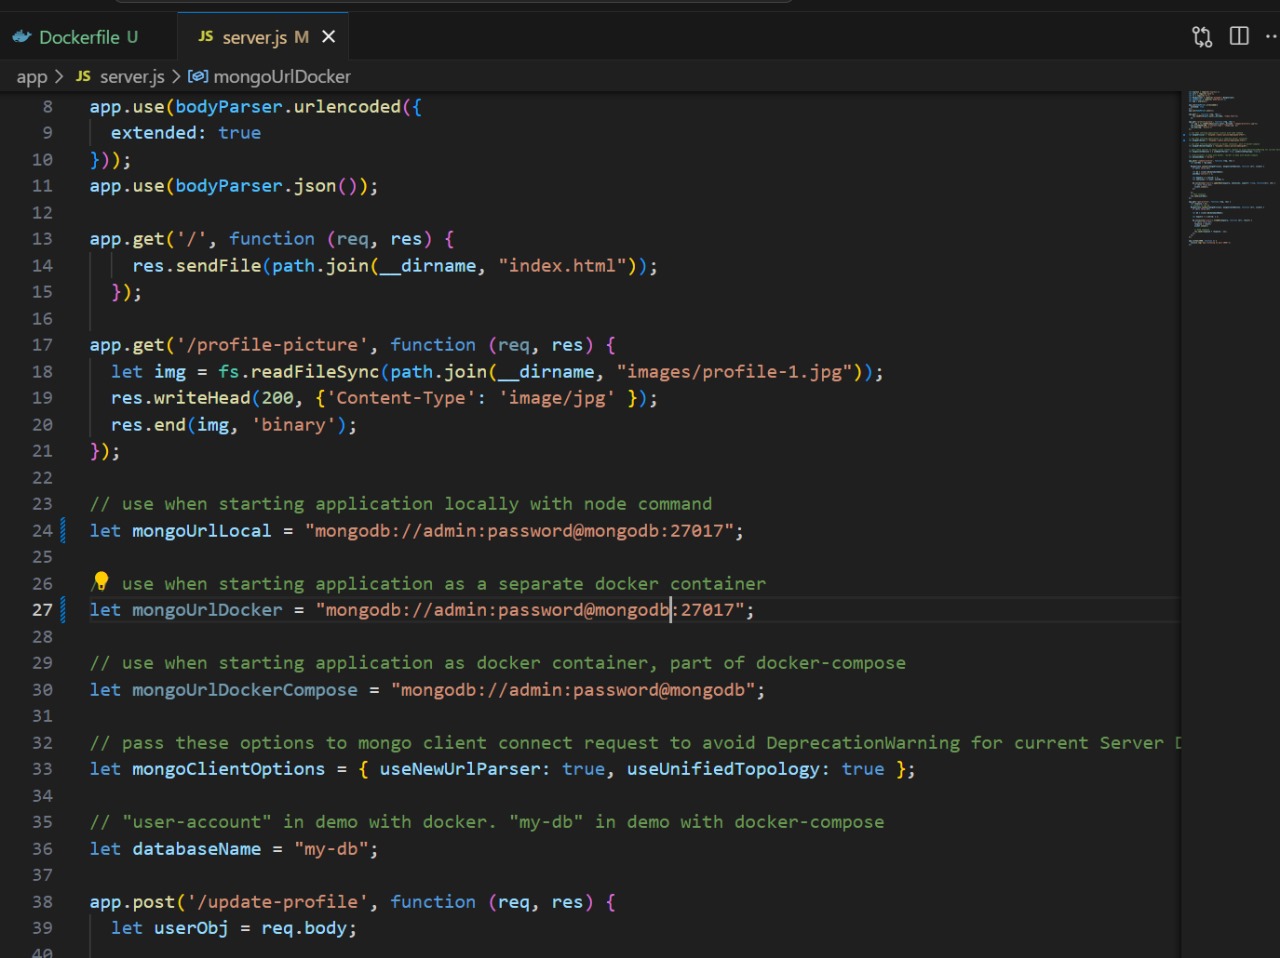 Dockerfile U
JS server.js M
app > JS server.js > mongoUrlDocker
8 app.use(bodyParser.urlencoded({
9 extended: true
10 }));
11 app.use(bodyParser.json());
12
13 app.get('/', function (req, res) {
14 res.sendFile(path.join(__dirname, "index.html"));
15 });
16
17 app.get('/profile-picture', function (req, res) {
18 let img = fs.readFileSync(path.join(__dirname, "images/profile-1.jpg"));
19 res.writeHead(200, {'Content-Type': 'image/jpg' });
20 res.end(img, 'binary');
21 });
22
23 // use when starting application locally with node command
24 let mongoUrlLocal = "mongodb://admin:password@mongodb:27017";
25
26 / use when starting application as a separate docker container
27 let mongoUrlDocker = "mongodb://admin:password@mongodb:27017";
28
29 // use when starting application as docker container, part of docker-compose
30 let mongoUrlDockerCompose = "mongodb://admin:password@mongodb";
31
32 // pass these options to mongo client connect request to avoid DeprecationWarning for current Server D
33 let mongoClientOptions = { useNewUrlParser: true, useUnifiedTopology: true };
34
35 // "user-account" in demo with docker. "my-db" in demo with docker-compose
36 let databaseName = "my-db";
37
38 app.post('/update-profile', function (req, res) {
39 let userObj = req.body;
40